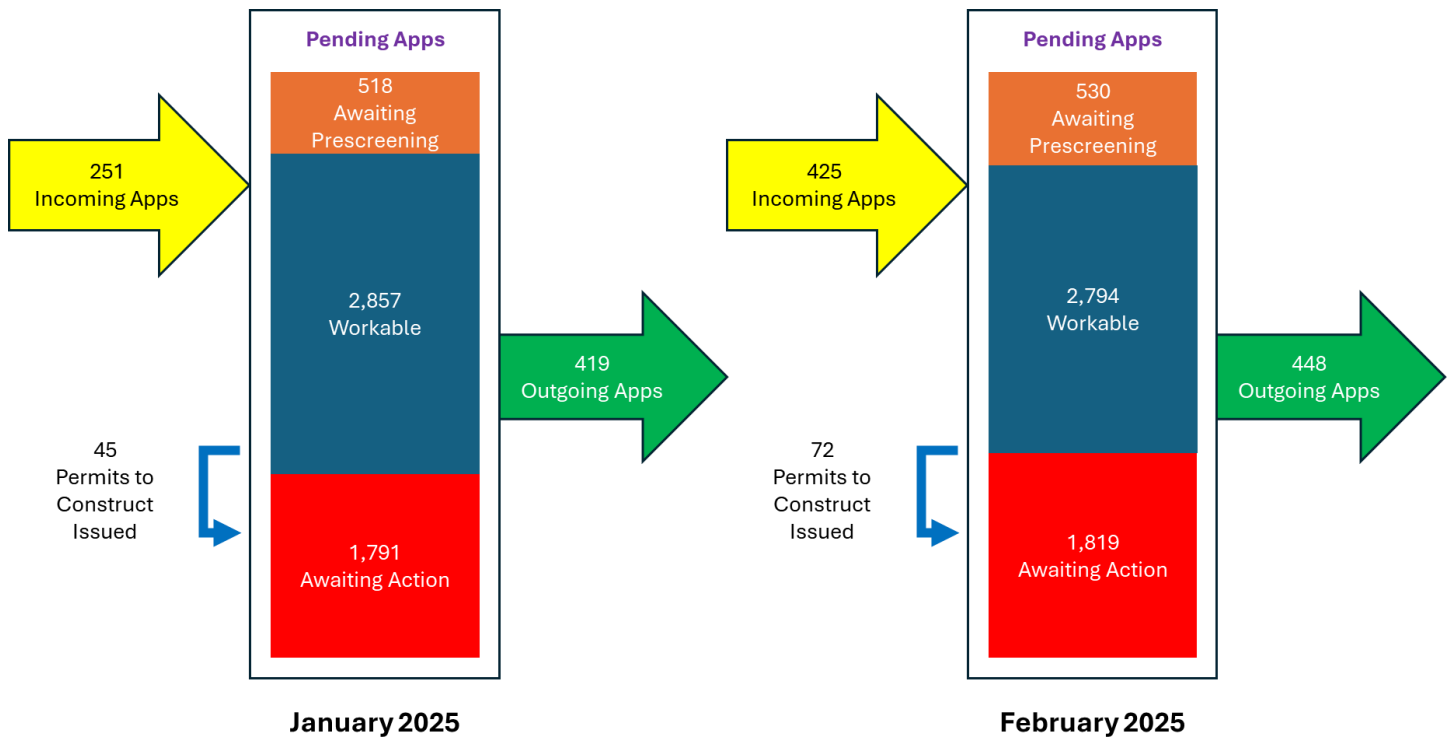 Pending Apps
518
Awaiting
Prescreening
251
Incoming Apps
2,857
Workable
419
Outgoing Apps
45
Permits to
Construct
Issued
1,791
Awaiting Action
January 2025
Pending Apps
530
Awaiting
Prescreening
425
Incoming Apps
2,794
Workable
448
Outgoing Apps
72
Permits to
Construct
Issued
1,819
Awaiting Action
February 2025